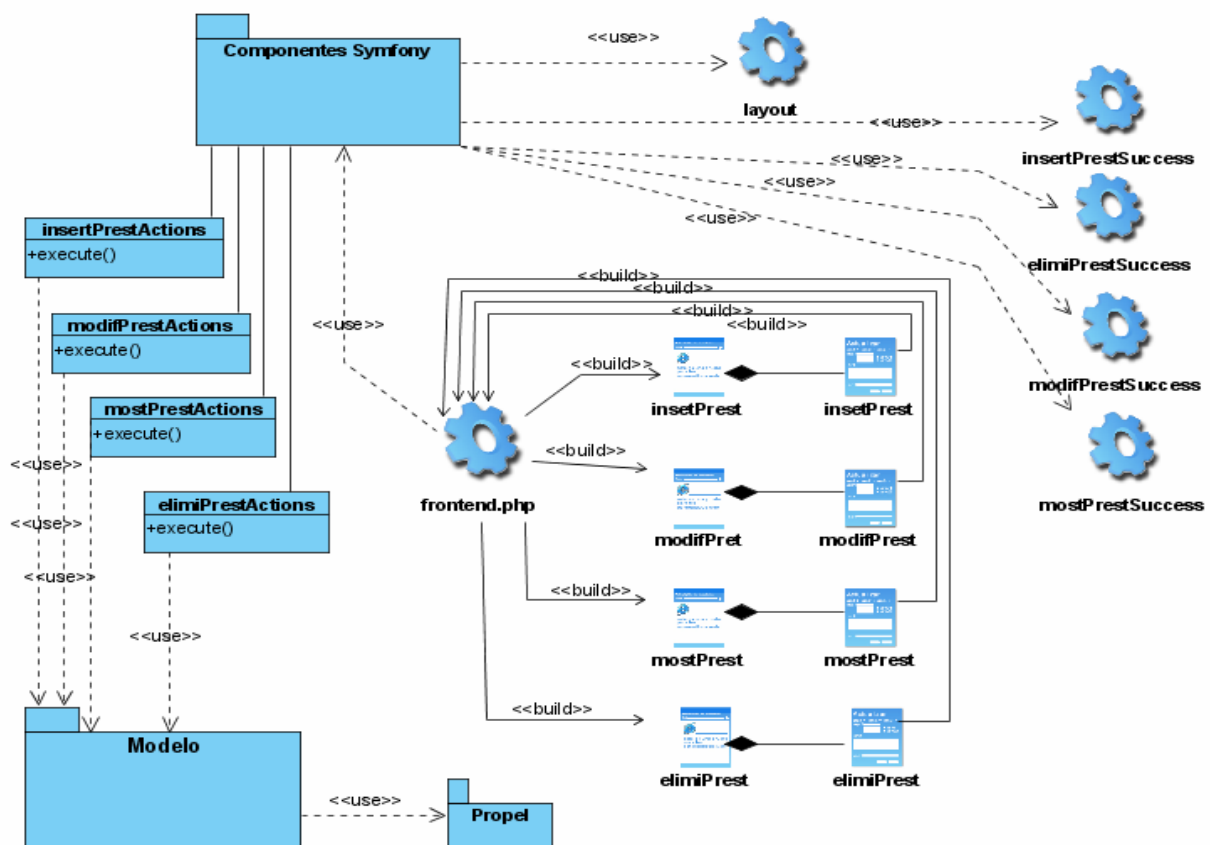 Componentes Symfony
<<use>>
layout
<<use>>
insertPrestSuccess
<<use>>
<<use>>
<<use>>
elimiPrestSuccess
insertPrestActions
+execute()
<<build>>
<<build>>
<<build>>
<<build>>
modifPrestActions
+execute()
<<use>>
<<build>>
modifPrestSuccess
insetPrest
insetPrest
mostPrestActions
+execute()
<<use>>
<<build>>
elimiPrestActions
+execute()
frontend.php
mostPrestSuccess
<<use>>
modifPret
modifPrest
<<use>>
<<build>>
<<use>>
mostPrest
mostPrest
<<build>>
Modelo
elimiPrest
elimiPrest
<<use>>
Propel